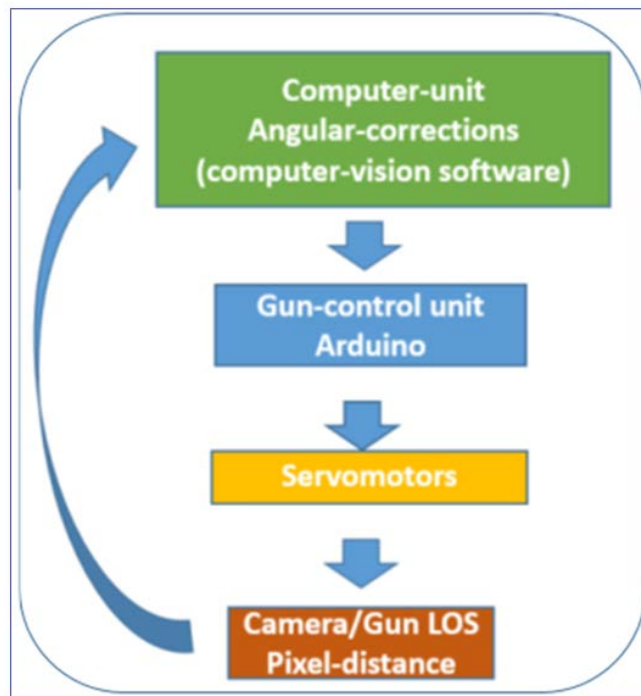 Computer-unit
Angular-corrections
(computer-vision software)
Gun-control unit
Arduino
Servomotors
Camera/Gun LOS
Pixel-distance